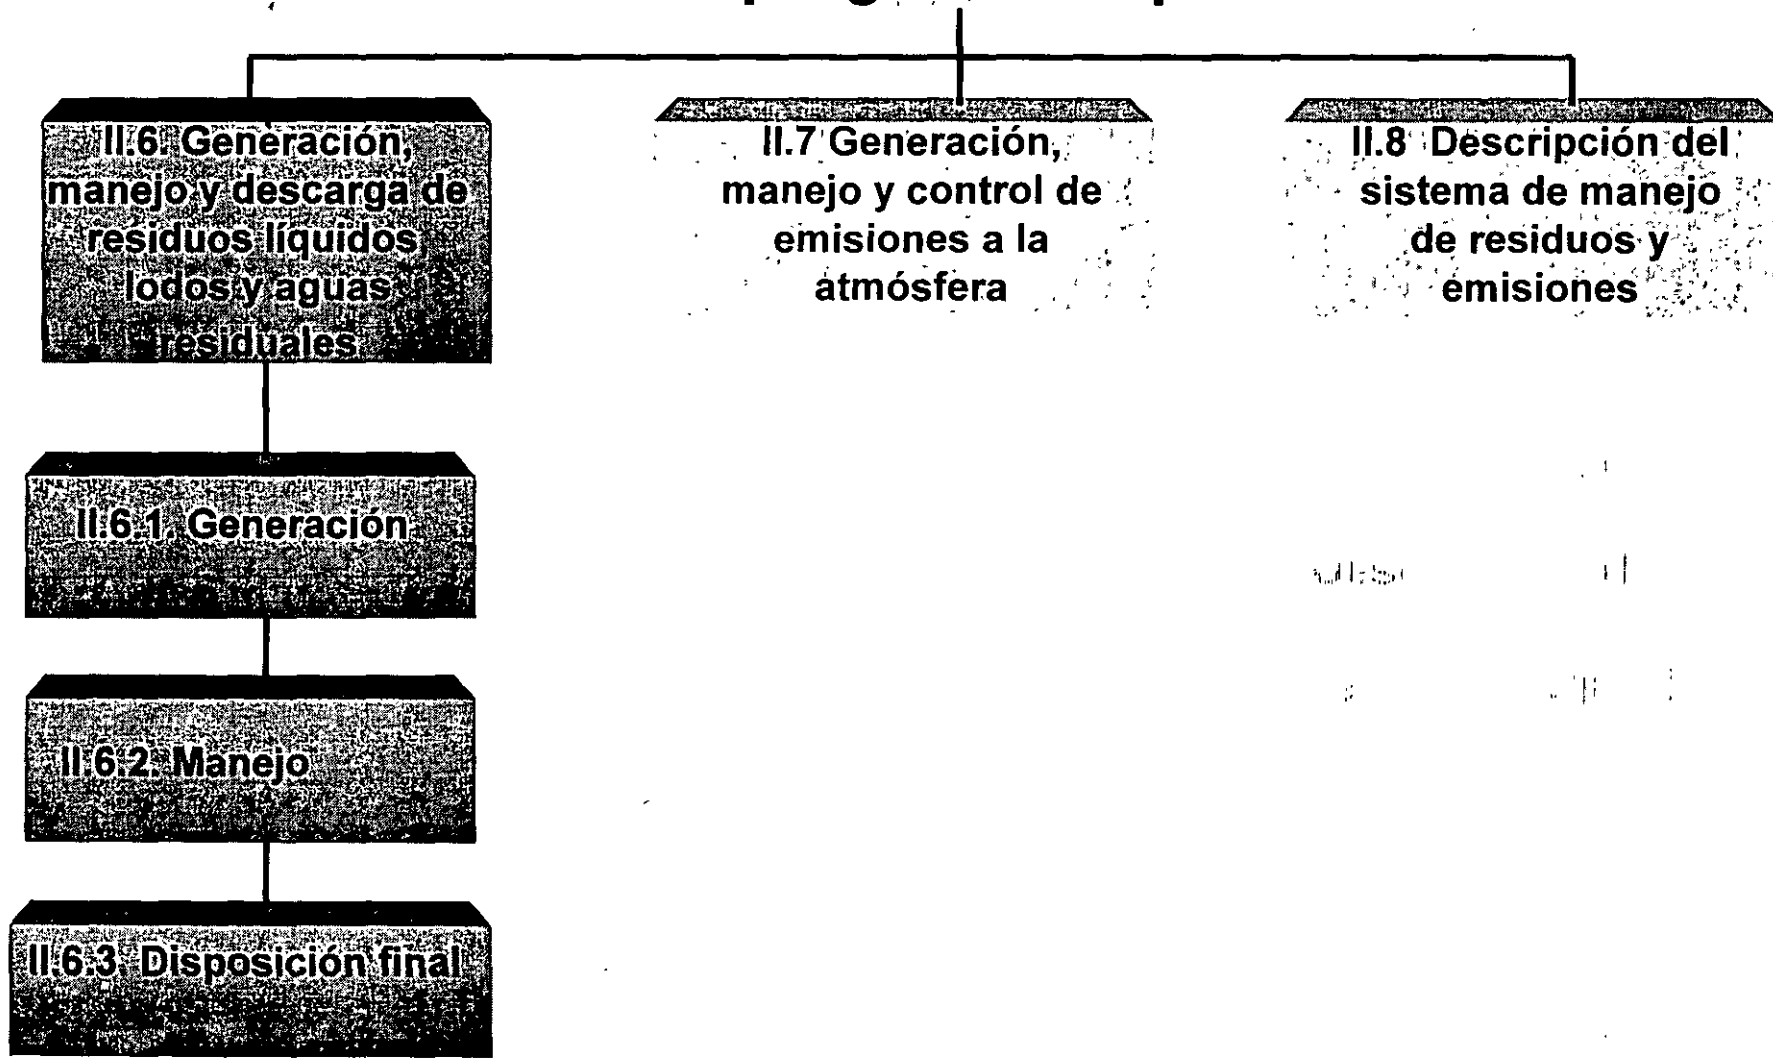 II.6. Generación,
manejo y descarga de
residuos líquidos
lodos y aguas
residuales
II.7 Generación,
manejo y control de
emisiones a la
atmósfera
II.8 Descripción del
sistema de manejo
de residuos y
emisiones
II.6.1. Generación
II.6.2. Manejo
II.6.3. Disposición final